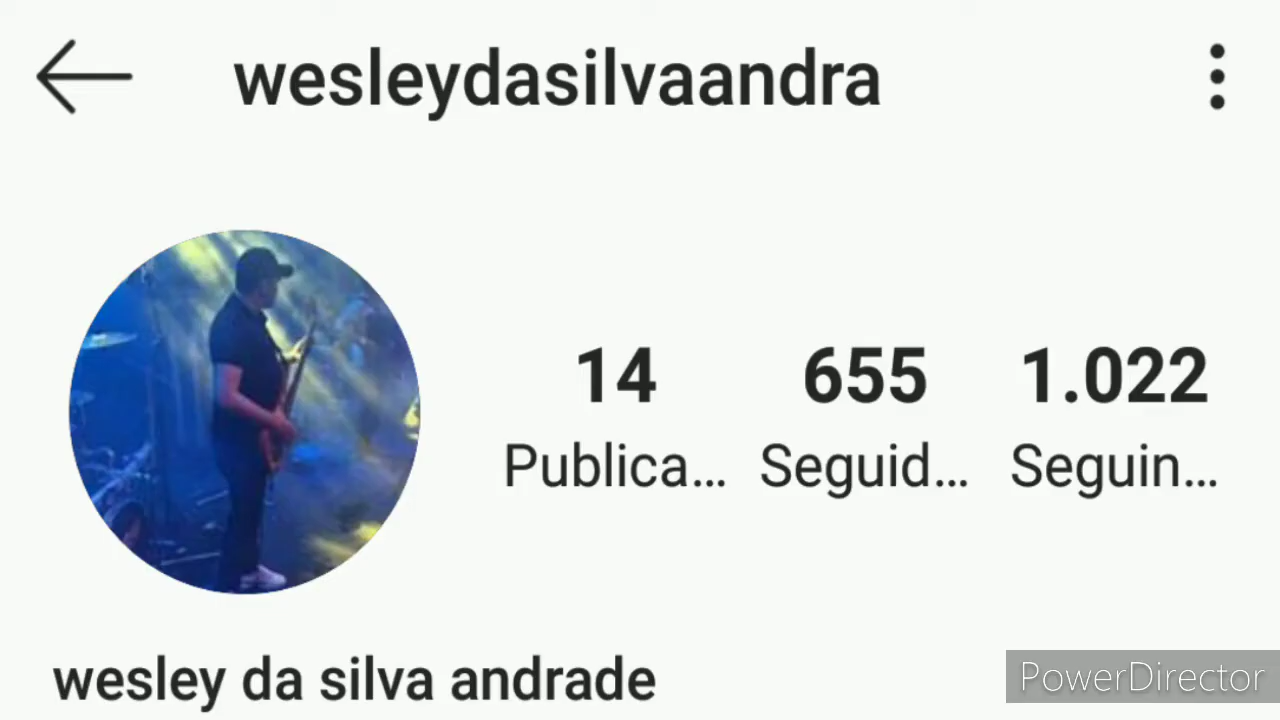 wesleydasilvaandra
14 655 1.022
Publica... Seguid... Seguin...
wesley da silva andrade
PowerDirector